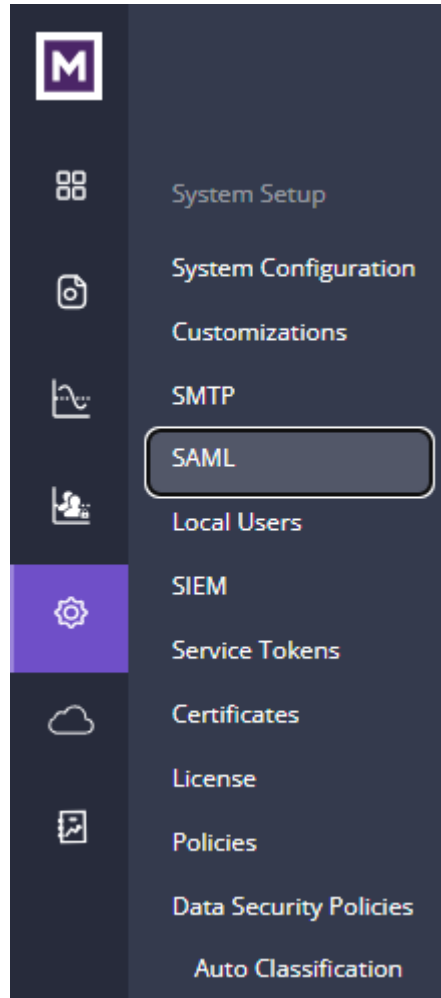 M
System Setup
System Configuration
Customizations
SMTP
SAML
Local Users
SIEM
Service Tokens
Certificates
License
Policies
Data Security Policies
Auto Classification